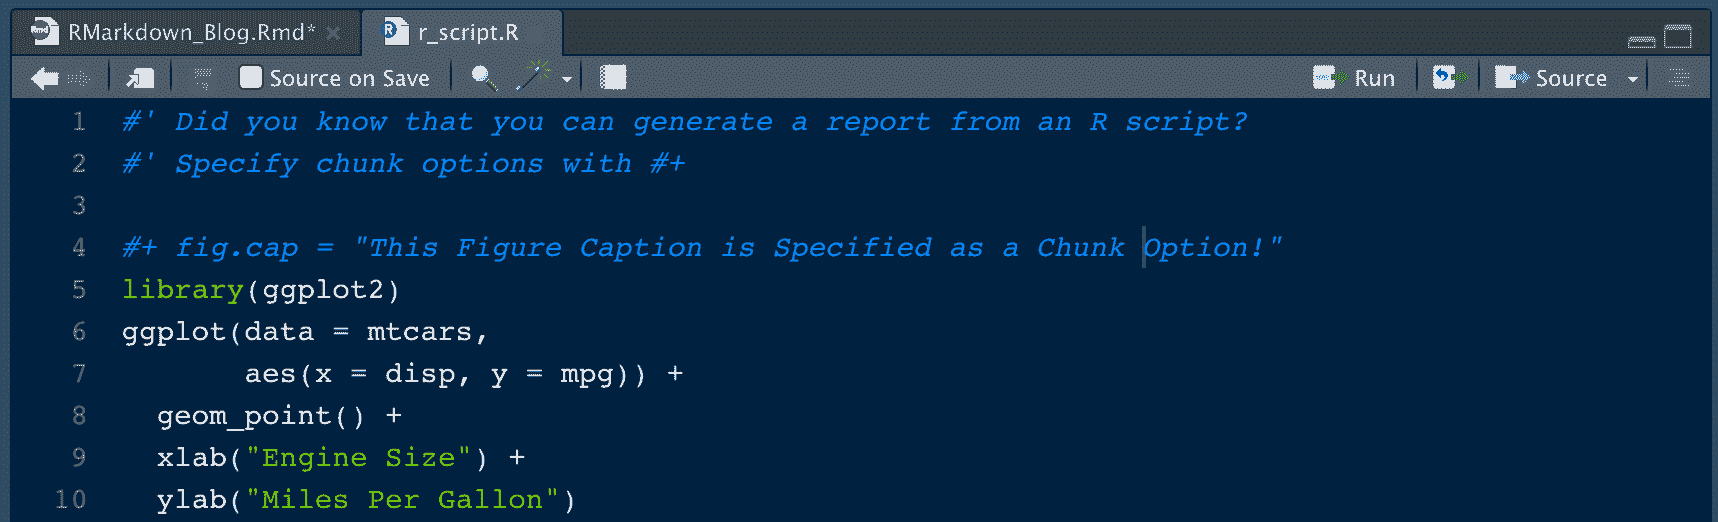 RMarkdown_Blog.Rmd* r_script.R
Source on Save Run Source
1 #' Did you know that you can generate a report from an R script?
2 #' Specify chunk options with #+
3
4 #+ fig.cap = "This Figure Caption is Specified as a Chunk Option!"
5 library(ggplot2)
6 ggplot(data = mtcars,
7 aes(x = disp, y = mpg)) +
8 geom_point() +
9 xlab("Engine Size") +
10 ylab("Miles Per Gallon")